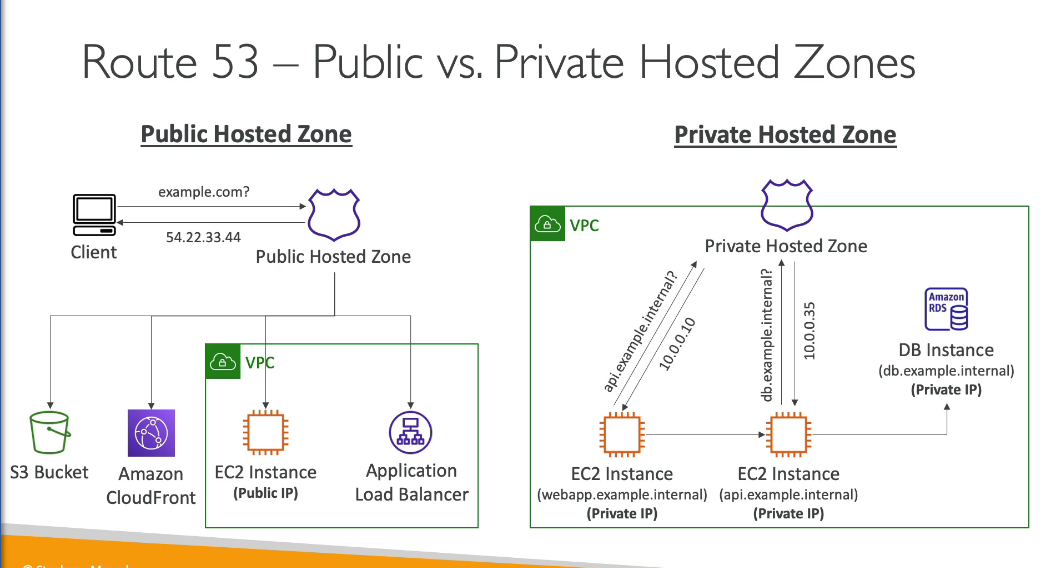 Route 53 – Public vs. Private Hosted Zones
Public Hosted Zone
example.com?
54.22.33.44
Client
Public Hosted Zone
VPC
S3 Bucket
Amazon
CloudFront
EC2 Instance
(Public IP)
Application
Load Balancer
Private Hosted Zone
VPC
Private Hosted Zone
api.example.internal?
10.0.0.10
db.example.internal?
10.0.0.35
Amazon
RDS
DB Instance
(db.example.internal)
(Private IP)
EC2 Instance
(webapp.example.internal)
(Private IP)
EC2 Instance
(api.example.internal)
(Private IP)